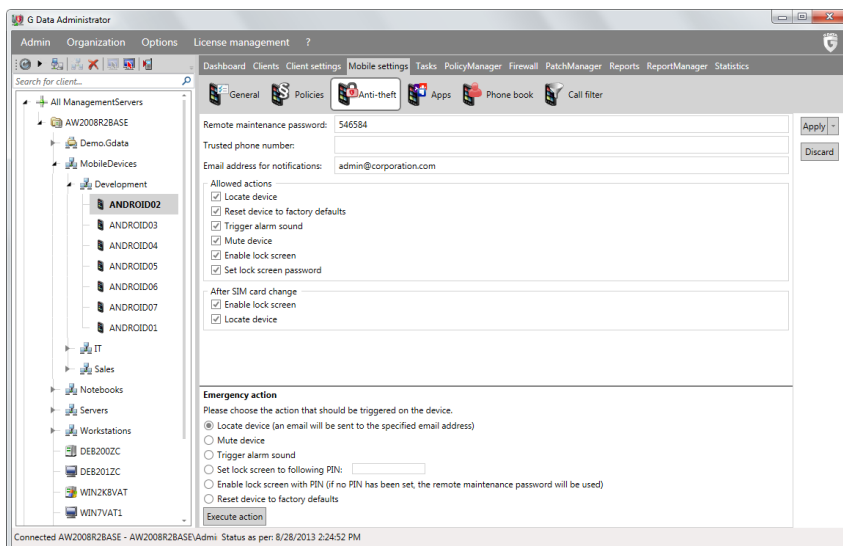 G Data Administrator
Admin Organization Options License management ?
Search for client...
Dashboard Clients Client settings Mobile settings Tasks PolicyManager Firewall PatchManager Reports ReportManager Statistics
General Policies Anti-theft Apps Phone book Call filter
All ManagementServers
AW2008R2BASE
Demo.Gdata
MobileDevices
Development
ANDROID02
ANDROID03
ANDROID04
ANDROID05
ANDROID06
ANDROID07
ANDROID01
IT
Sales
Notebooks
Servers
Workstations
DEB200ZC
DEB201ZC
WIN2K8VAT
WIN7VAT1
Remote maintenance password: 546584
Trusted phone number:
Email address for notifications: admin@corporation.com
Allowed actions
Locate device
Reset device to factory defaults
Trigger alarm sound
Mute device
Enable lock screen
Set lock screen password
After SIM card change
Enable lock screen
Locate device
Emergency action
Please choose the action that should be triggered on the device.
Locate device (an email will be sent to the specified email address)
Mute device
Trigger alarm sound
Set lock screen to following PIN:
Enable lock screen with PIN (if no PIN has been set, the remote maintenance password will be used)
Reset device to factory defaults
Execute action
Apply
Discard
Connected AW2008R2BASE - AW2008R2BASE\Admi Status as per: 8/28/2013 2:24:52 PM